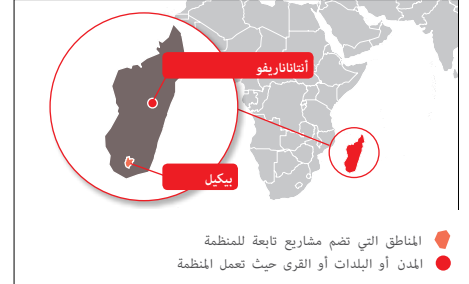 أنتاناناريفو
بيكيل
المناطق التي تضم مشاريع تابعة للمنظمة
المدن أو البلدات أو القرى حيث تعمل المنظمة